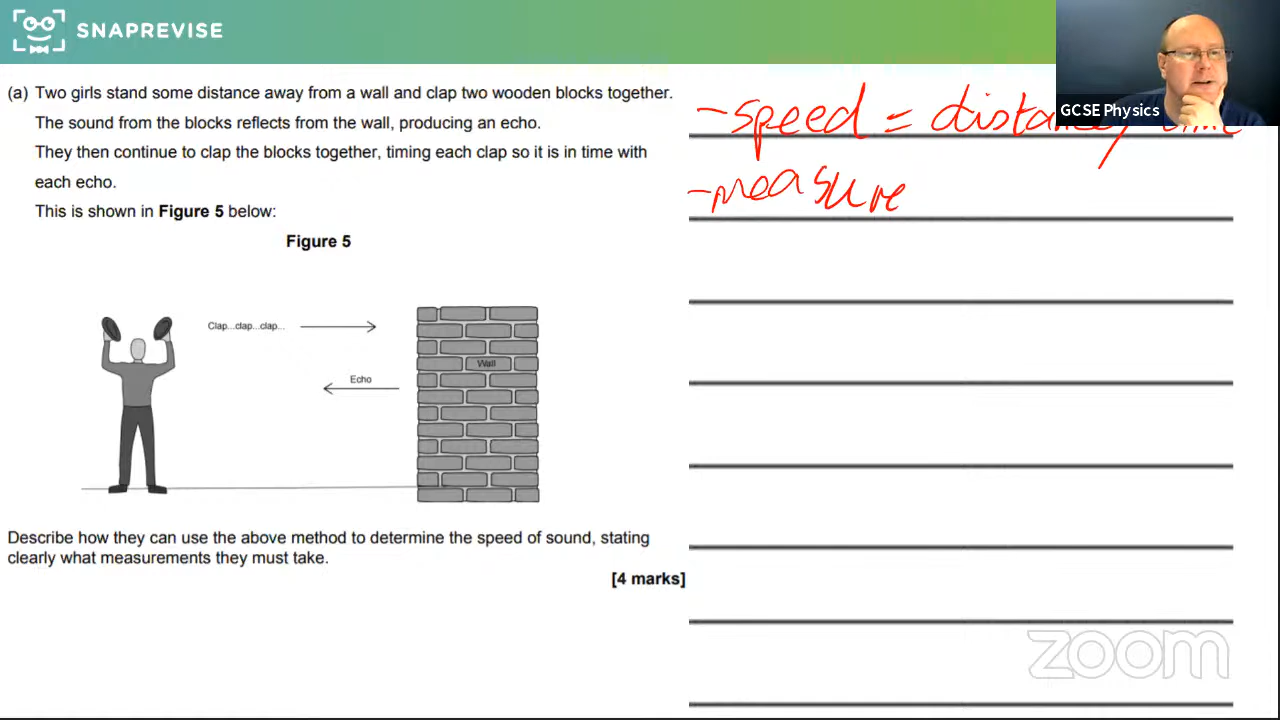 SNAPREVISE
(a) Two girls stand some distance away from a wall and clap two wooden blocks together.
The sound from the blocks reflects from the wall, producing an echo.
They then continue to clap the blocks together, timing each clap so it is in time with
each echo.
This is shown in Figure 5 below:
Figure 5
Clap...clap...clap...
Echo
Wall
Describe how they can use the above method to determine the speed of sound, stating
clearly what measurements they must take.
[4 marks]
GCSE Physics
-speed = distance/time
-measure
zoom